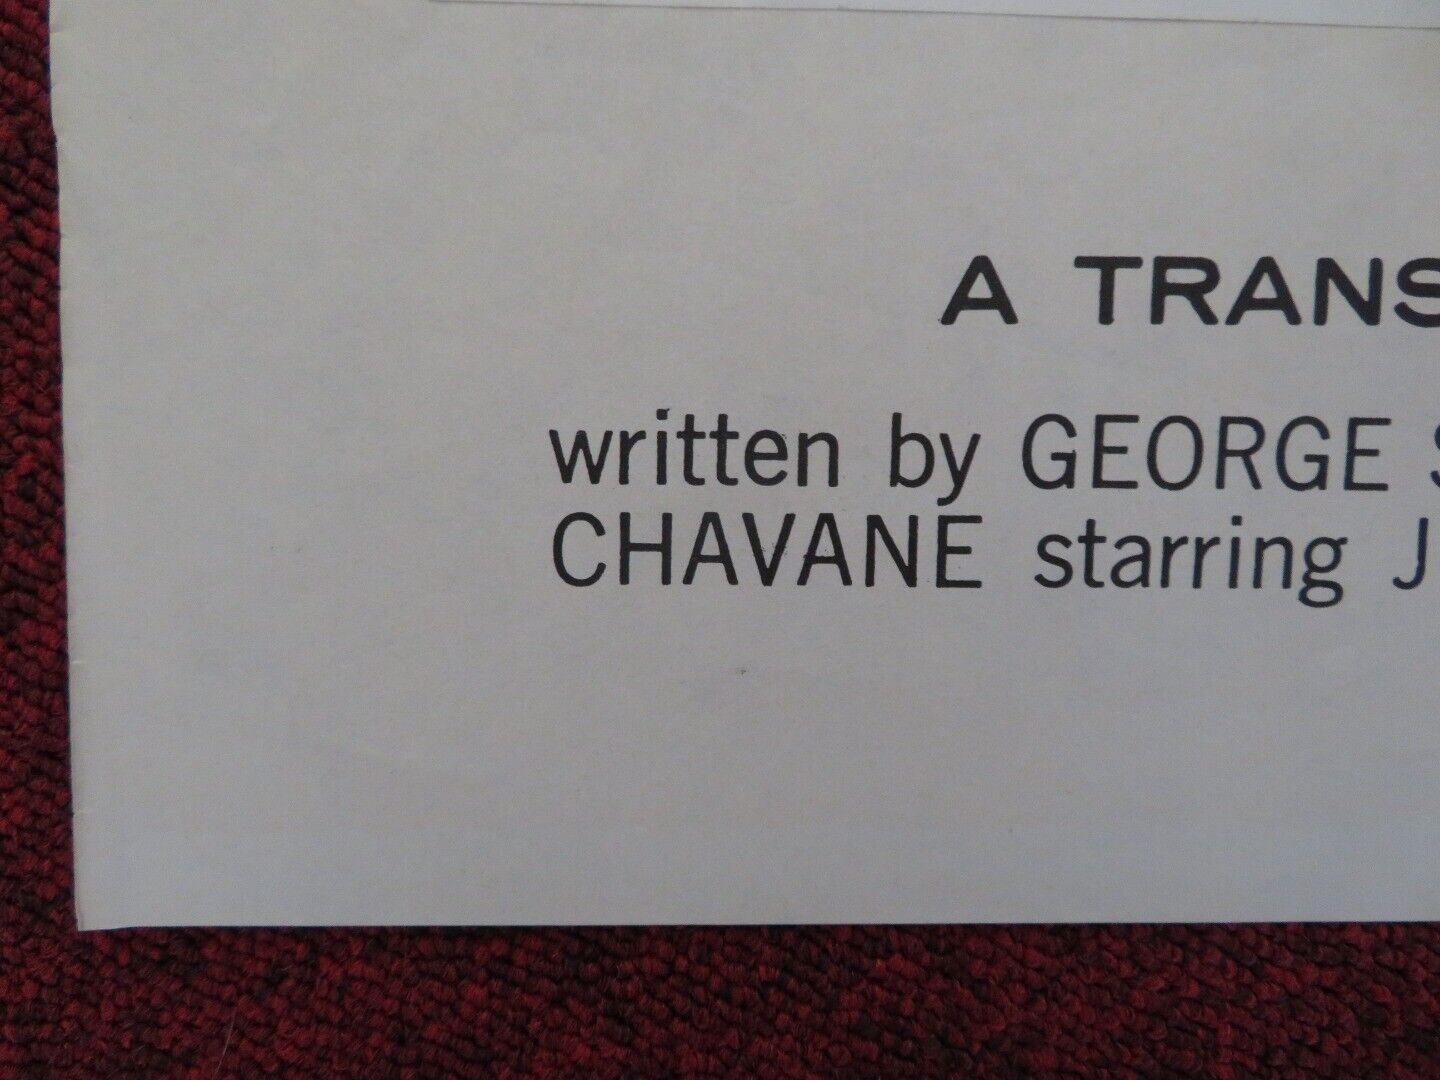 A TRANS
written by GEORGE S
CHAVANE starring J